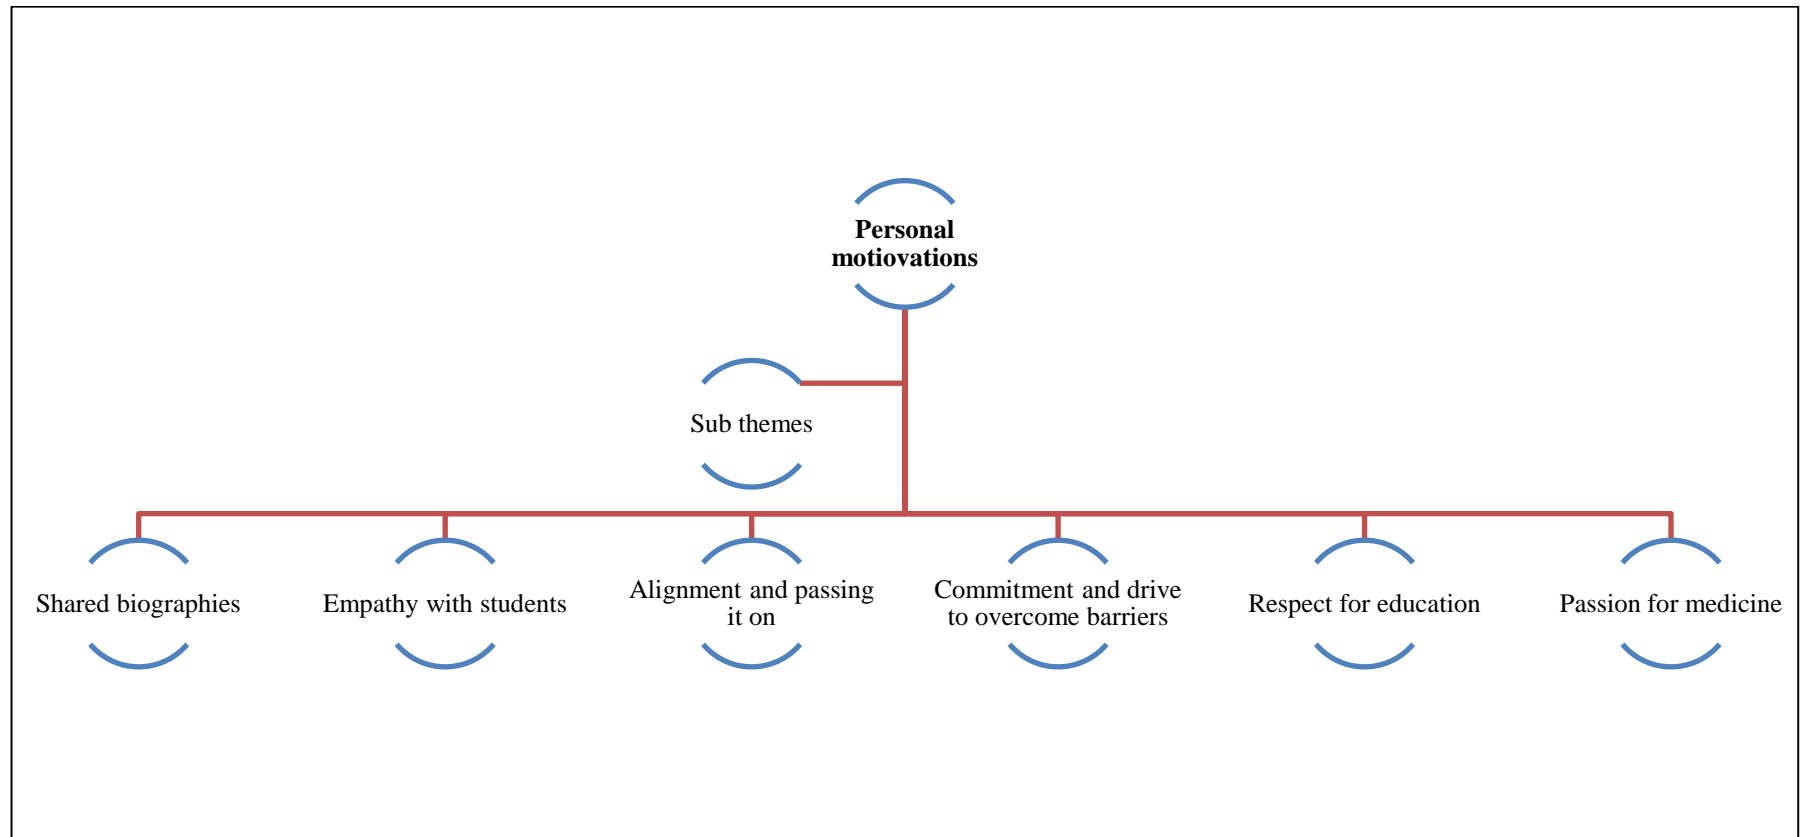 Personal
motiovations
Sub themes
Shared biographies
Empathy with students
Alignment and passing
it on
Commitment and drive
to overcome barriers
Respect for education
Passion for medicine